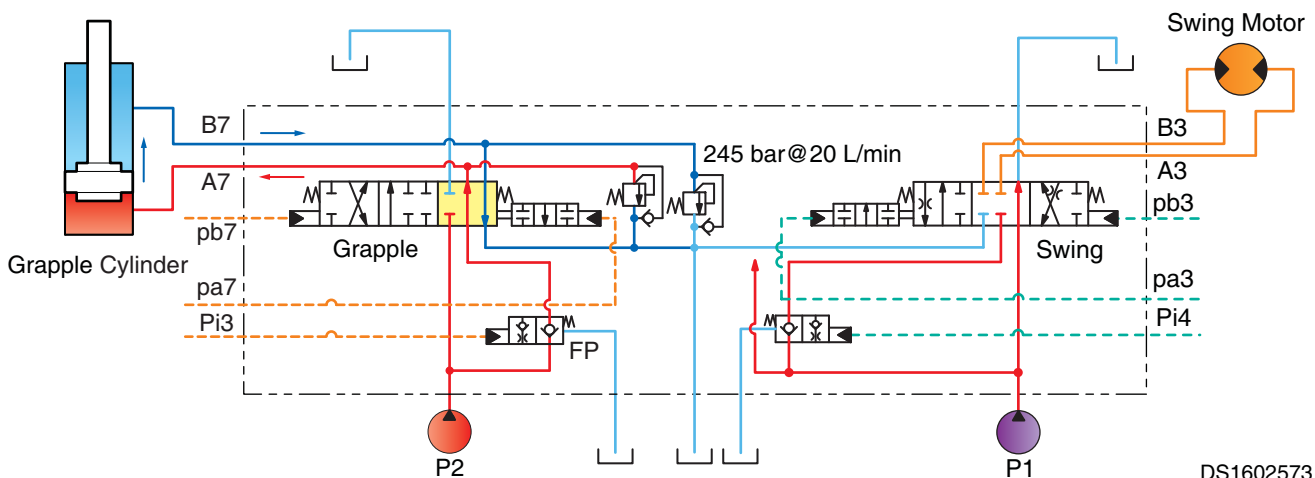 Swing Motor
B7
B3
245 bar@20 L/min
A7
A3
pb7
pb3
Grapple
Swing
Grapple Cylinder
pa7
pa3
Pi3
Pi4
FP
P2
P1
DS1602573